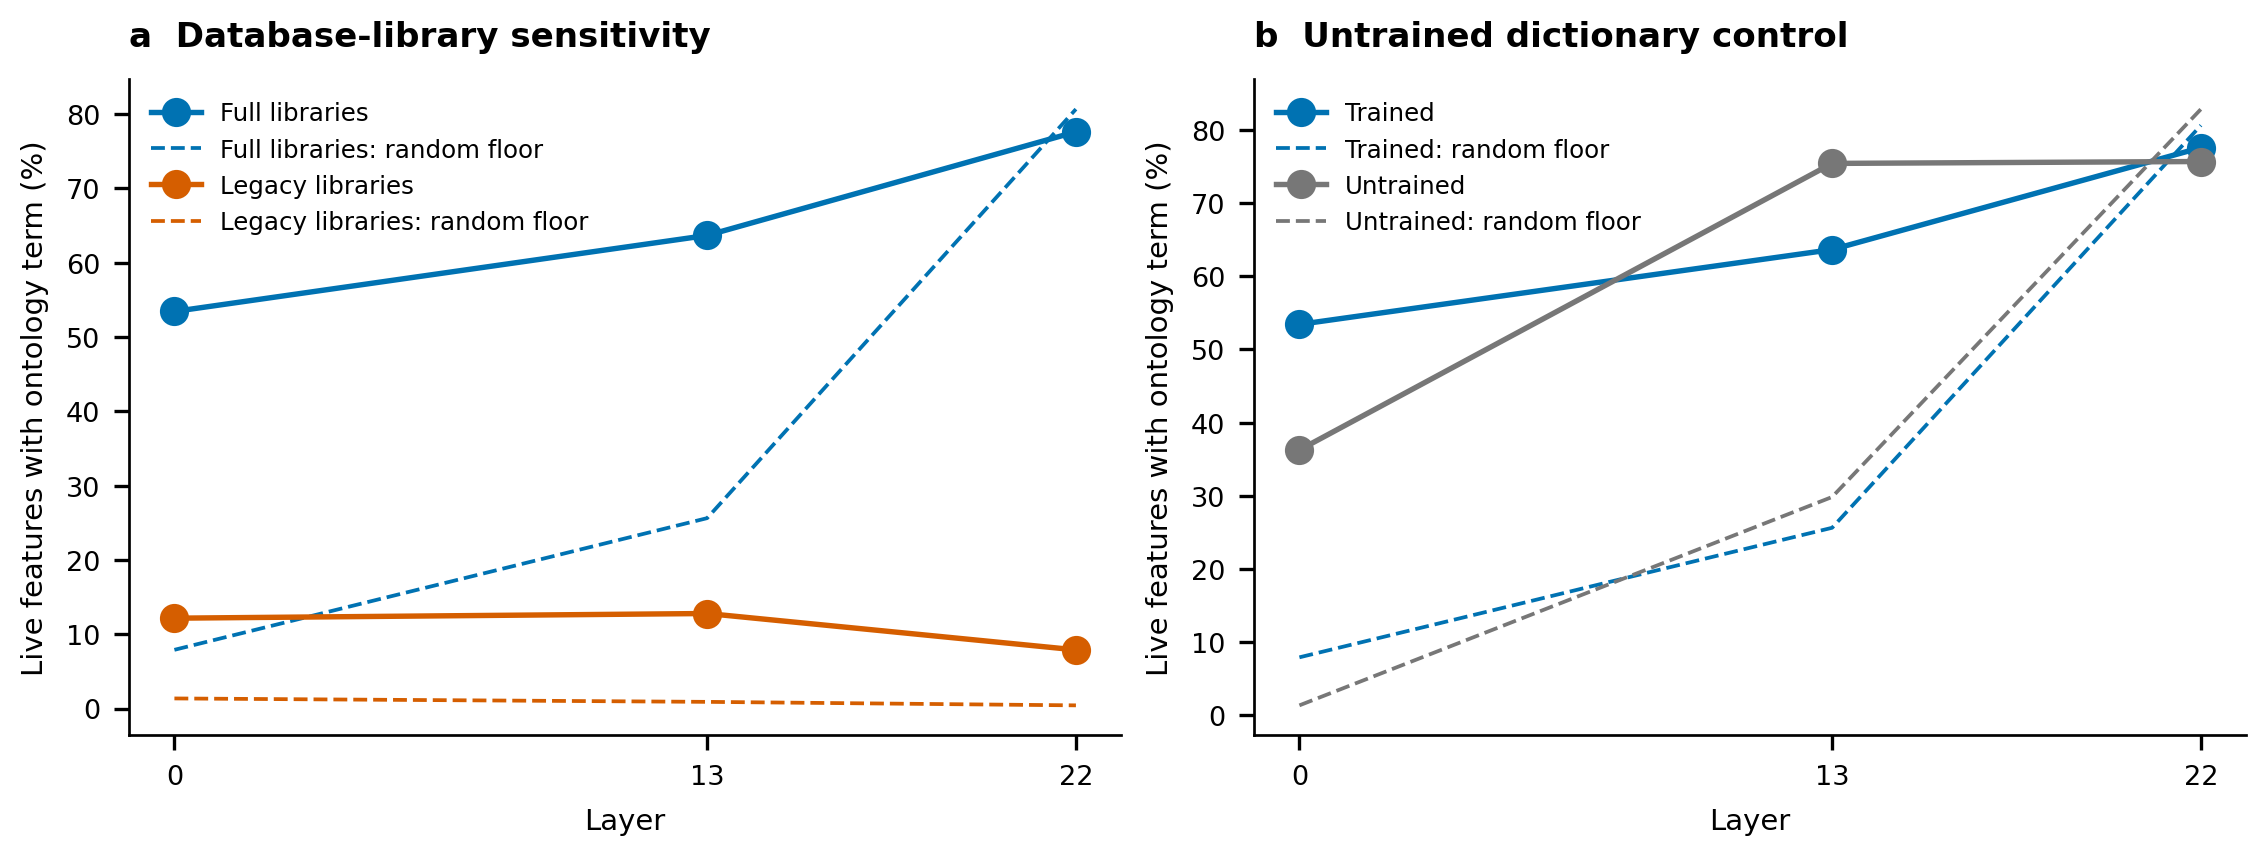 a Database-library sensitivity
Live features with ontology term (%)
80
70
60
50
40
30
20
10
0
Full libraries
Full libraries: random floor
Legacy libraries
Legacy libraries: random floor
0 13 22
Layer
b Untrained dictionary control
Live features with ontology term (%)
80
70
60
50
40
30
20
10
0
Trained
Trained: random floor
Untrained
Untrained: random floor
0 13 22
Layer